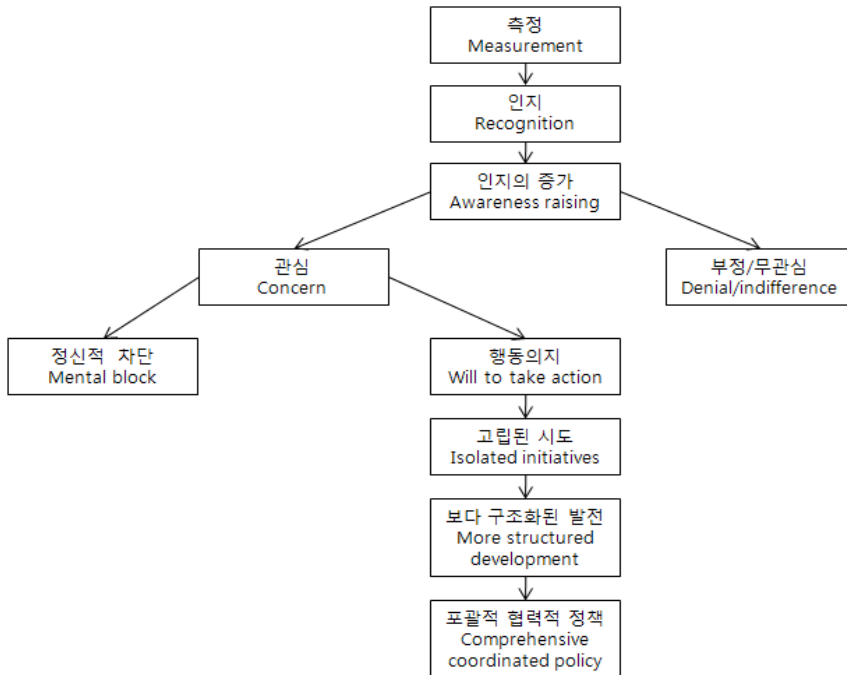 측정
Measurement
인지
Recognition
인지의 증가
Awareness raising
관심
Concern
부정/무관심
Denial/indifference
정신적 차단
Mental block
행동의지
Will to take action
고립된 시도
Isolated initiatives
보다 구조화된 발전
More structured
development
포괄적 협력적 정책
Comprehensive
coordinated policy